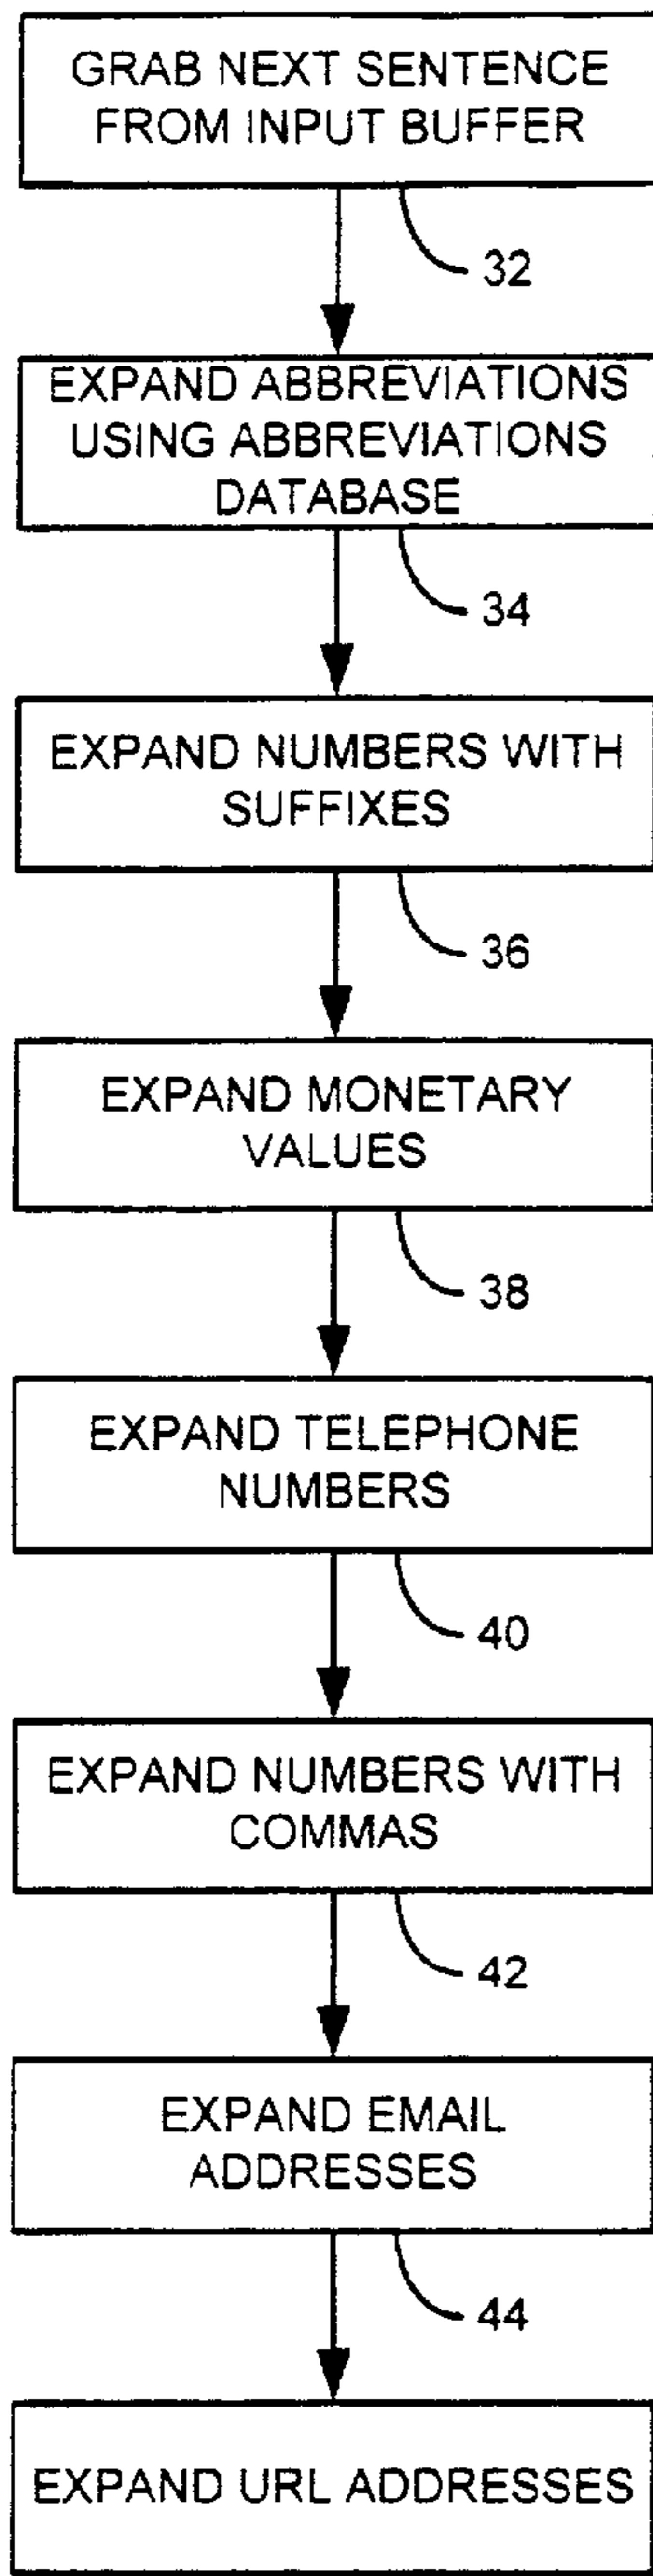 GRAB NEXT SENTENCE
FROM INPUT BUFFER
32
EXPAND ABBREVIATIONS
USING ABBREVIATIONS
DATABASE
34
EXPAND NUMBERS WITH
SUFFIXES
36
EXPAND MONETARY
VALUES
38
EXPAND TELEPHONE
NUMBERS
40
EXPAND NUMBERS WITH
COMMAS
42
EXPAND EMAIL
ADDRESSES
44
EXPAND URL ADDRESSES